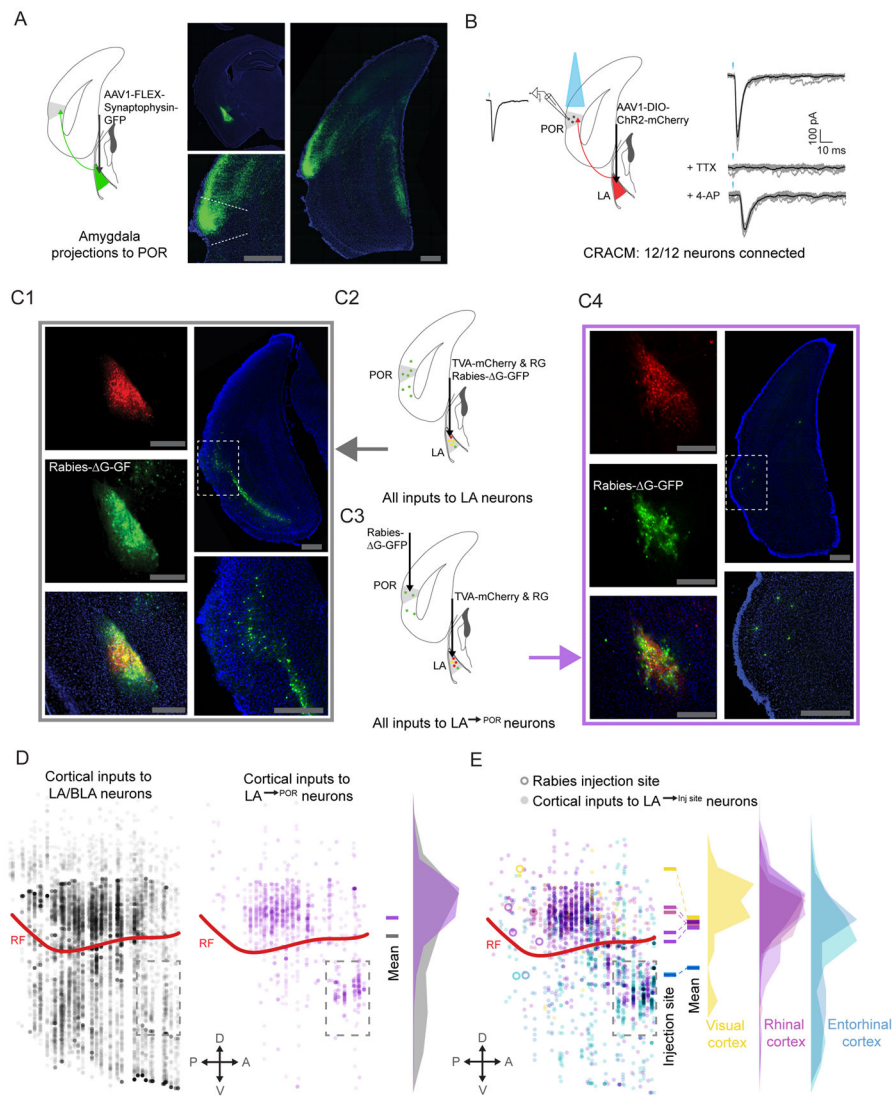 A
AAV1-FLEX-
Synaptophysin-
GFP
Amygdala
projections to POR
B
POR
AAV1-DIO-
ChR2-mCherry
LA
100 pA
10 ms
+ TTX
+ 4-AP
CRACM: 12/12 neurons connected
C1
Rabies-ΔG-GF
C2
POR
TVA-mCherry & RG
Rabies-ΔG-GFP
LA
All inputs to LA neurons
C3
Rabies-
ΔG-GFP
POR
TVA-mCherry & RG
LA
All inputs to LA→POR neurons
C4
Rabies-ΔG-GFP
D
Cortical inputs to
LA/BLA neurons
Cortical inputs to
LA→POR neurons
RF
RF
Mean
D
P A
V
E
Rabies injection site
Cortical inputs to LA→Inj site neurons
RF
Injection site
Mean
D
P A
V
Visual
cortex
Rhinal
cortex
Entorhinal
cortex